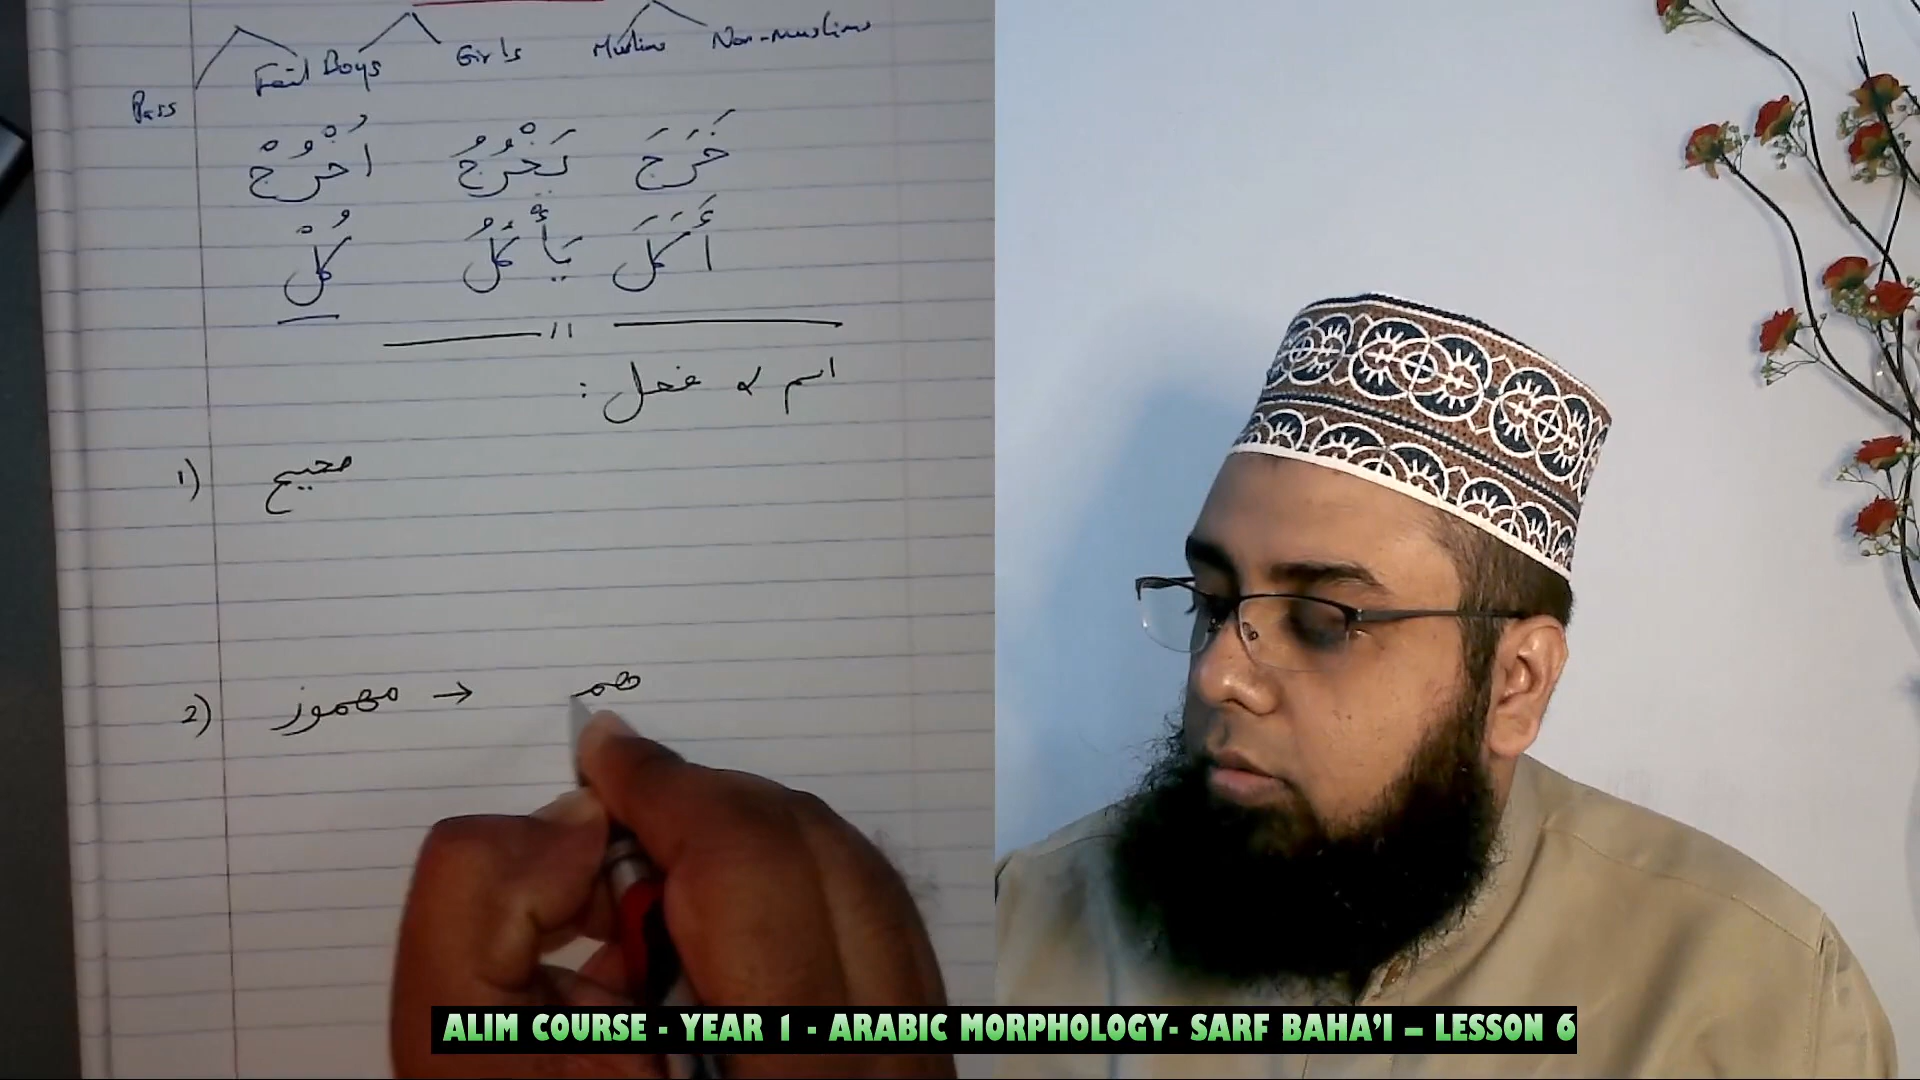 Pass Fail Boys Girls Muslims Non-muslims
خَرَجَ يَخْرُجُ اُخْرُجْ
أَكَلَ يَأْكُلُ كُلْ
اسم & فعل :
1) صحيح
2) مهموز → همـ
ALIM COURSE - YEAR 1 - ARABIC MORPHOLOGY- SARF BAHA’I – LESSON 6